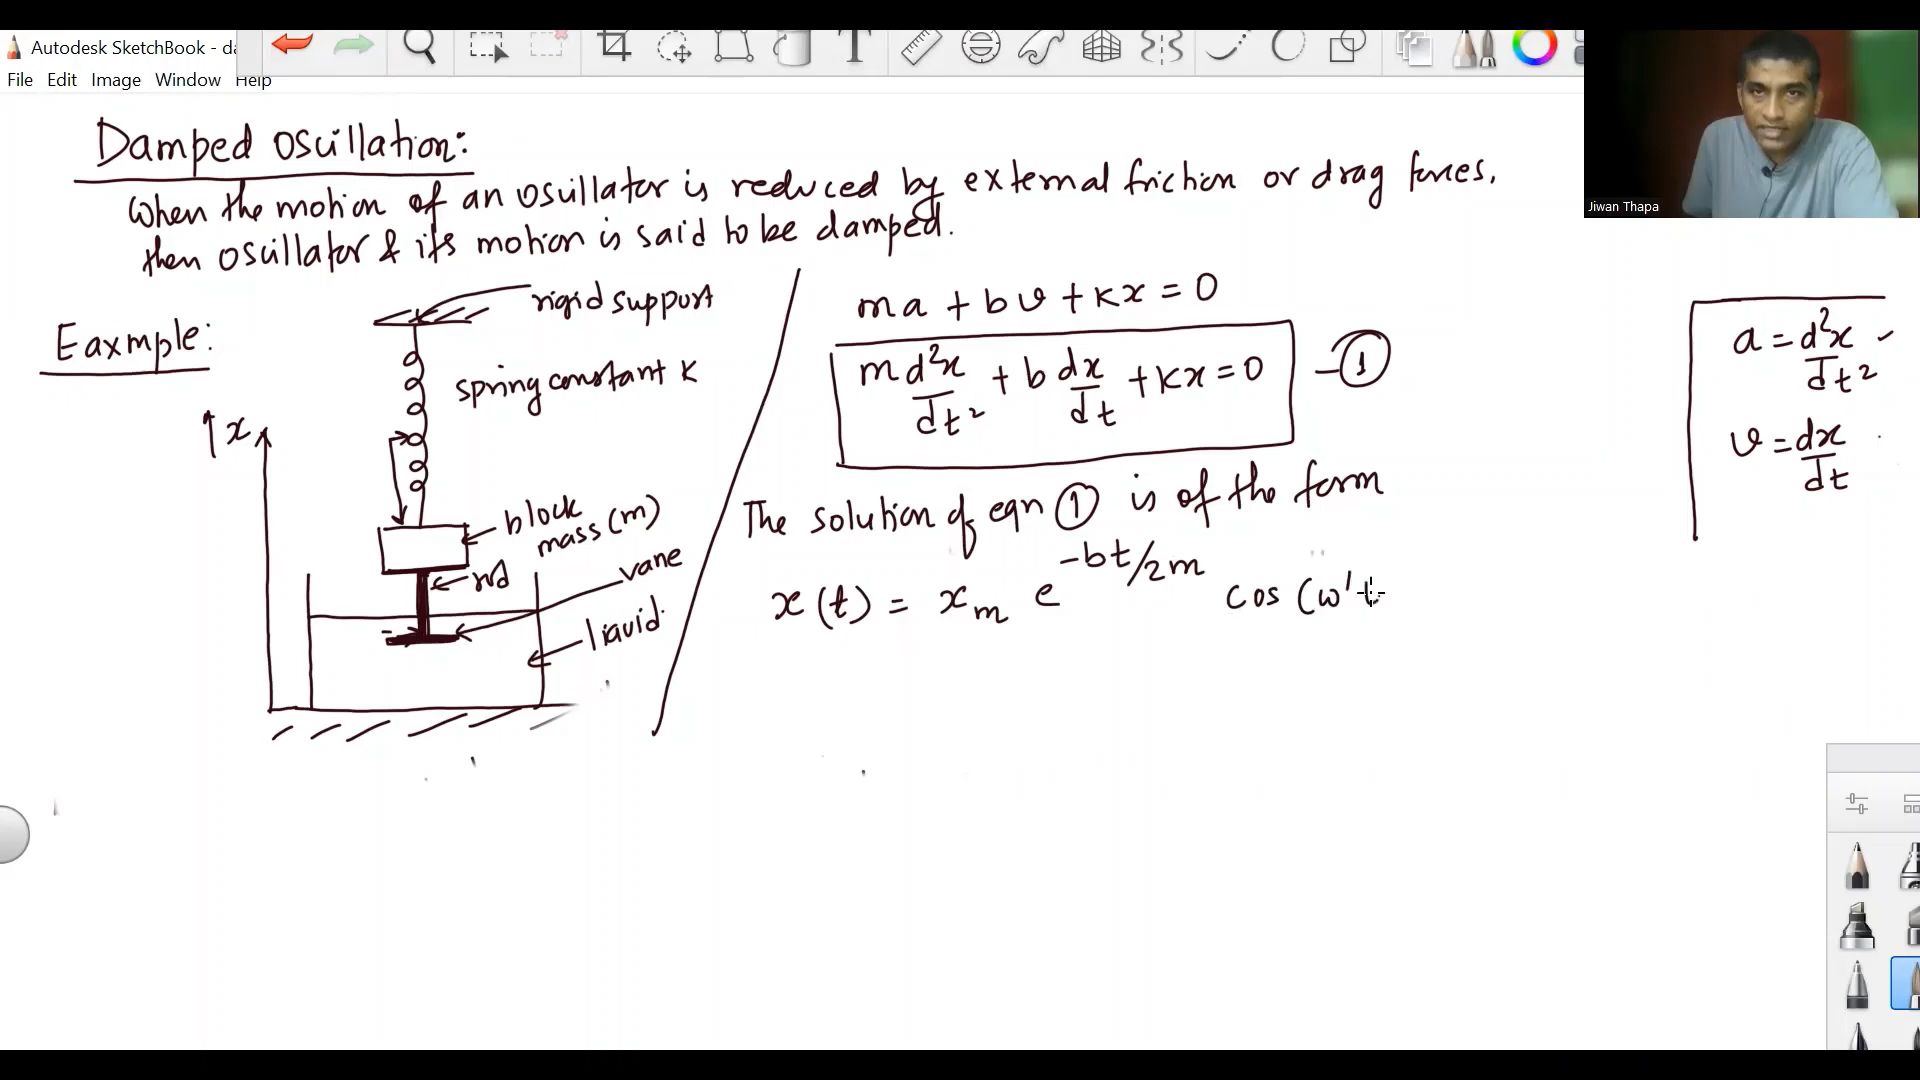 Autodesk SketchBook - da
File Edit Image Window Help
Jiwan Thapa
Damped oscillation:
When the motion of an oscillator is reduced by external friction or drag forces,
then oscillator & its motion is said to be damped.
Eaxmple:
rigid support
spring constant K
↑x
block
mass (m)
rod
vane
liquid
ma + bv + Kx = 0
m d²x/dt² + b dx/dt + Kx = 0 - ①
The solution of eqn ① is of the form
x(t) = xₘ e^(-bt/2m) cos (ω't
a = d²x/dt²
v = dx/dt